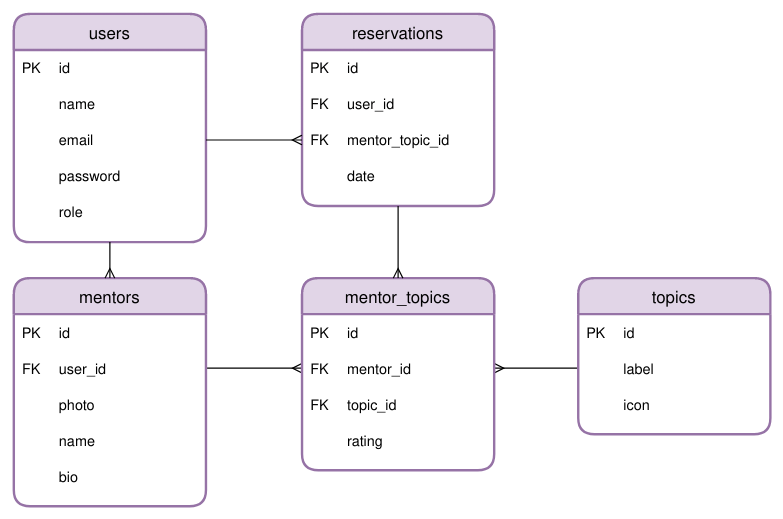 users
PK id
name
email
password
role
reservations
PK id
FK user_id
FK mentor_topic_id
date
mentors
PK id
FK user_id
photo
name
bio
mentor_topics
PK id
FK mentor_id
FK topic_id
rating
topics
PK id
label
icon